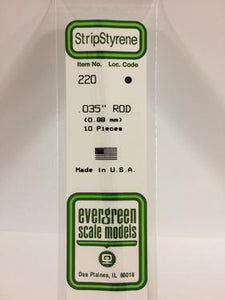 StripStyrene
Item No. Loc. Code
220
.035" ROD
(0.88 mm)
10 Pieces
Made in U.S.A.
evergreen
scale models
Des Plaines, IL 60018